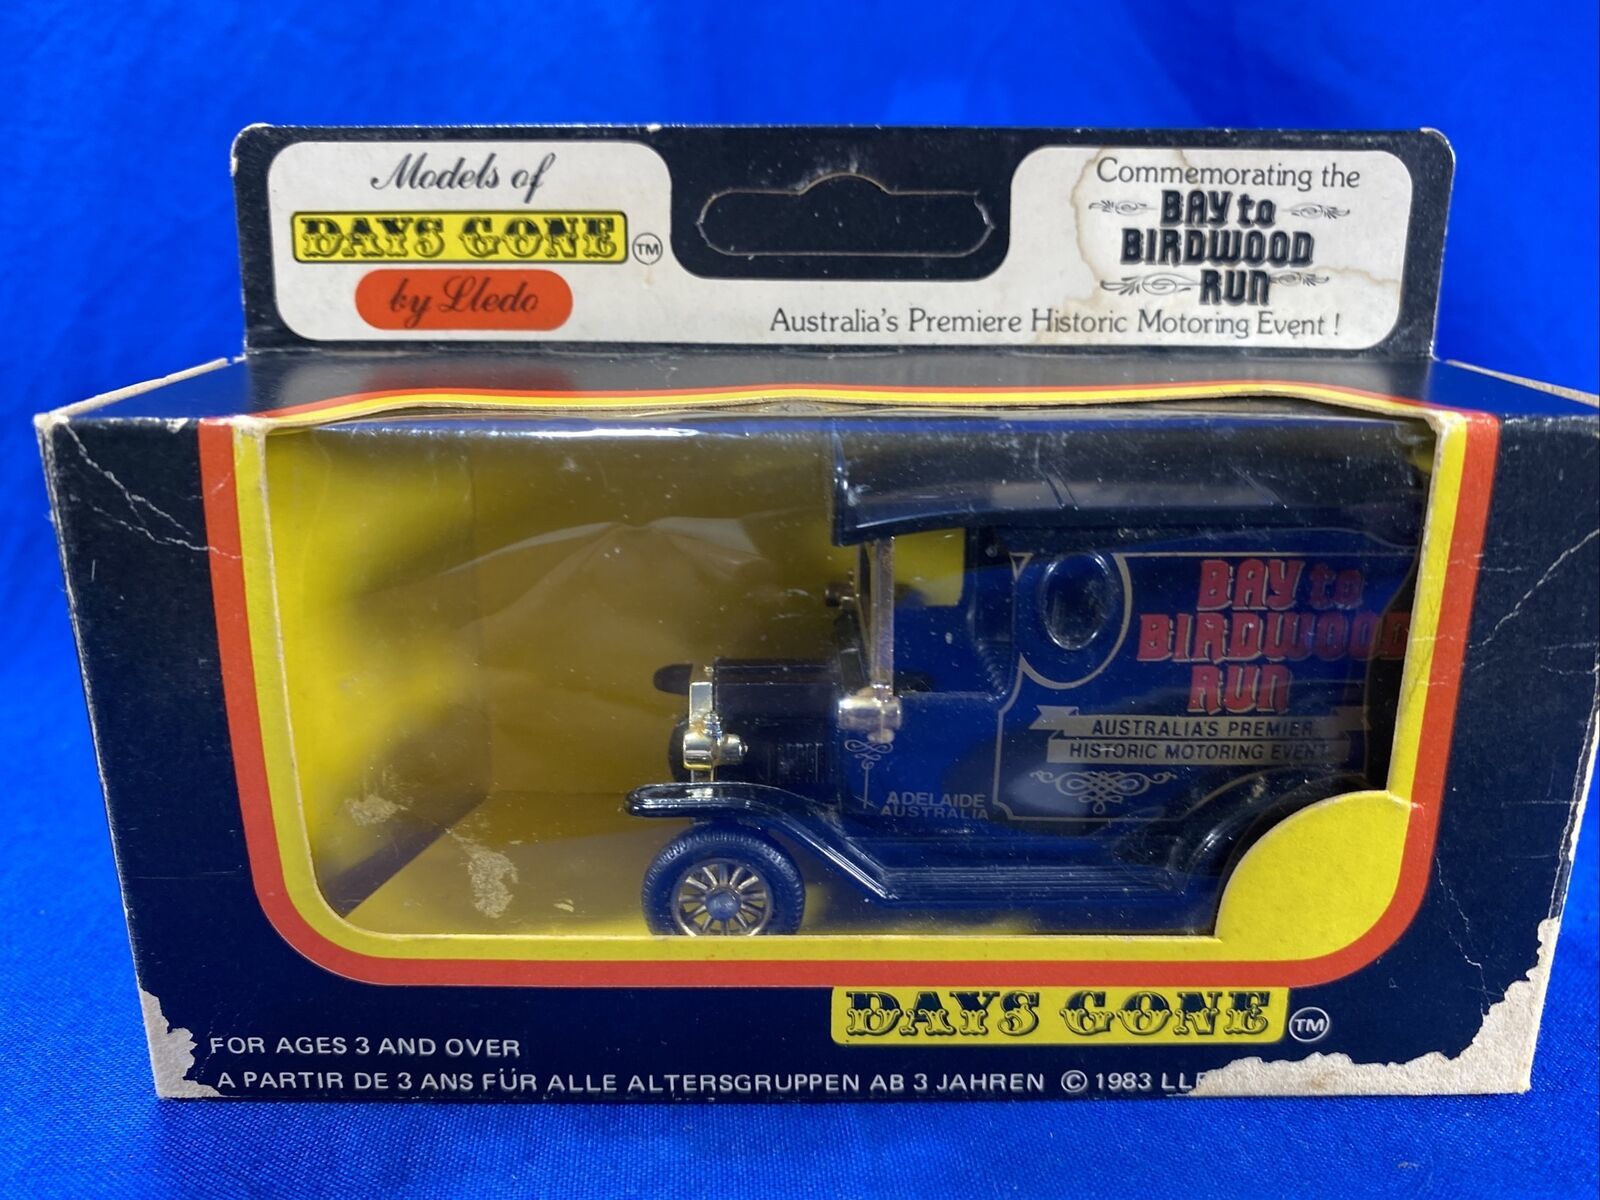 Models of
DAYS GONE TM
by Lledo
Commemorating the
BAY to
BIRDWOOD
RUN
Australia's Premiere Historic Motoring Event !
BAY to
BIRDWOOD
RUN
AUSTRALIA'S PREMIER
HISTORIC MOTORING EVENT
ADELAIDE
AUSTRALIA
DAYS GONE TM
FOR AGES 3 AND OVER
A PARTIR DE 3 ANS FÜR ALLE ALTERSGRUPPEN AB 3 JAHREN © 1983